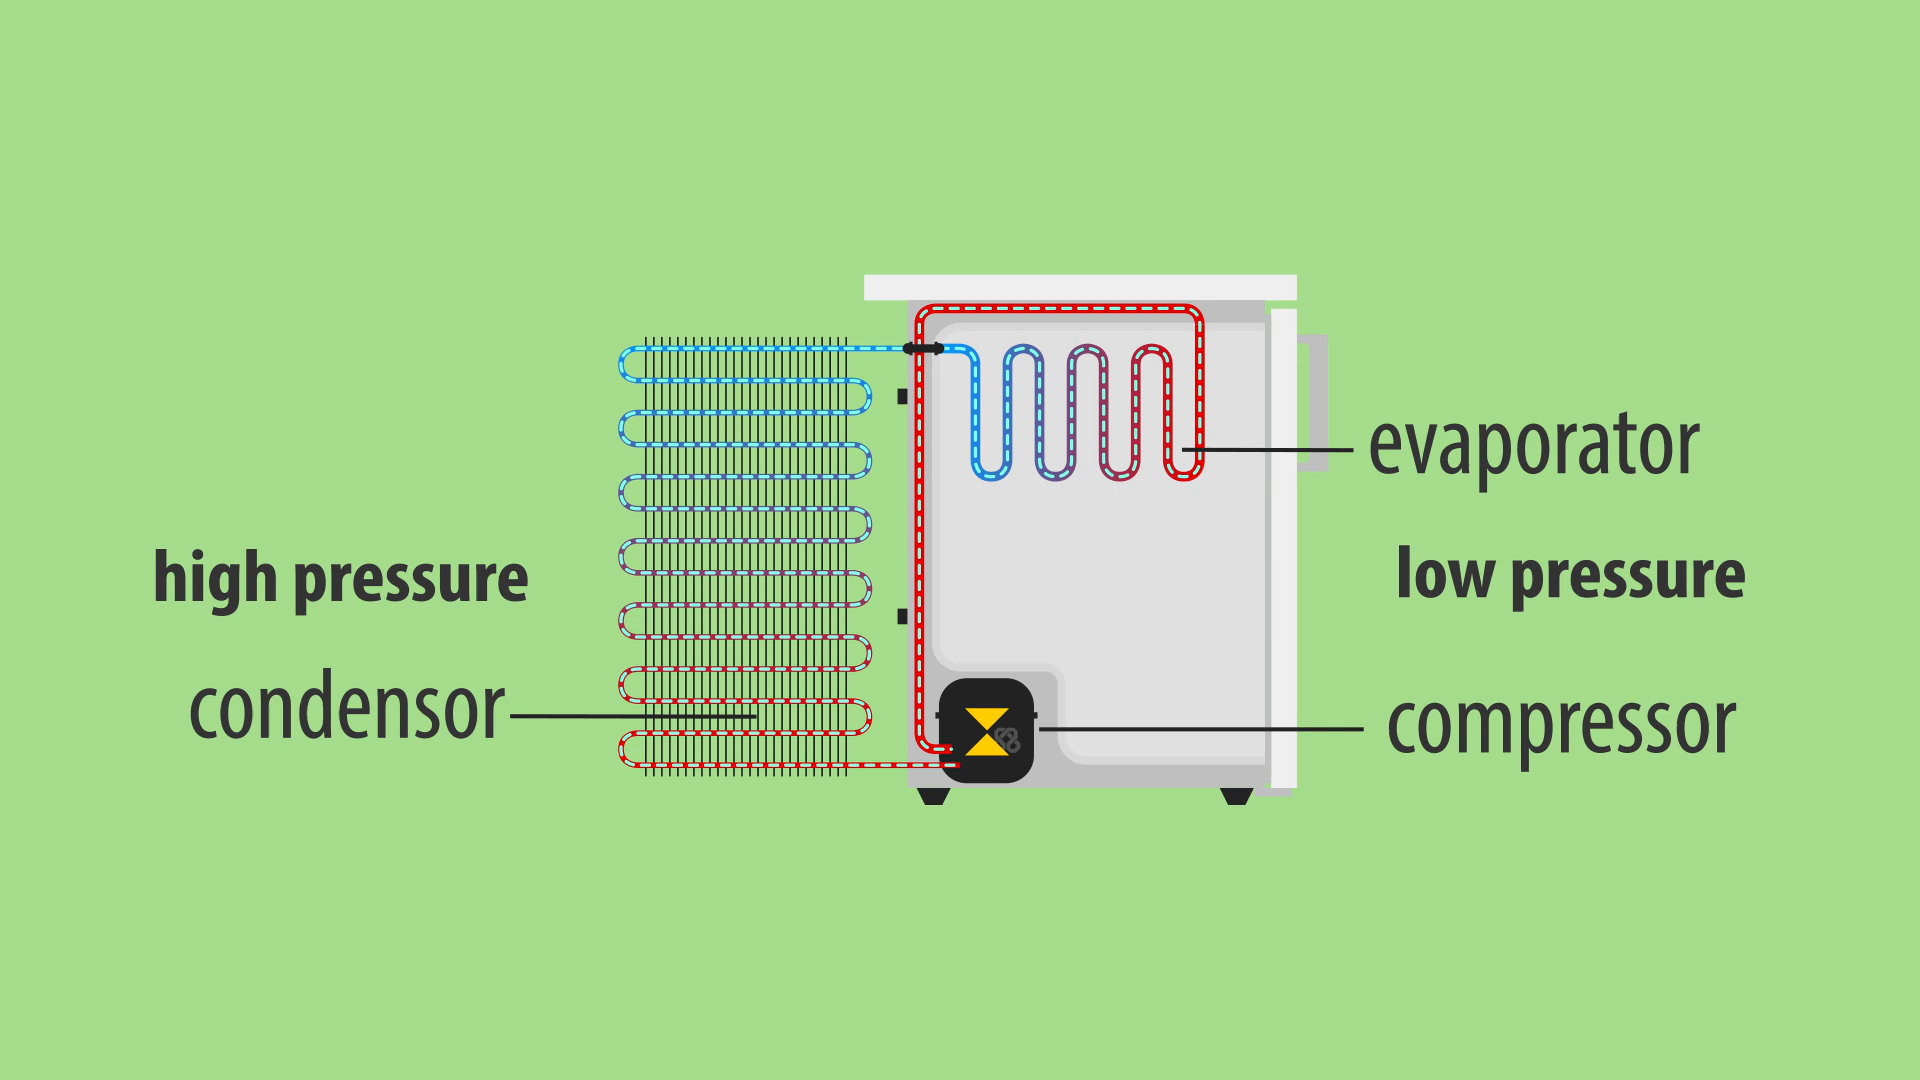 evaporator
high pressure
low pressure
condensor
compressor